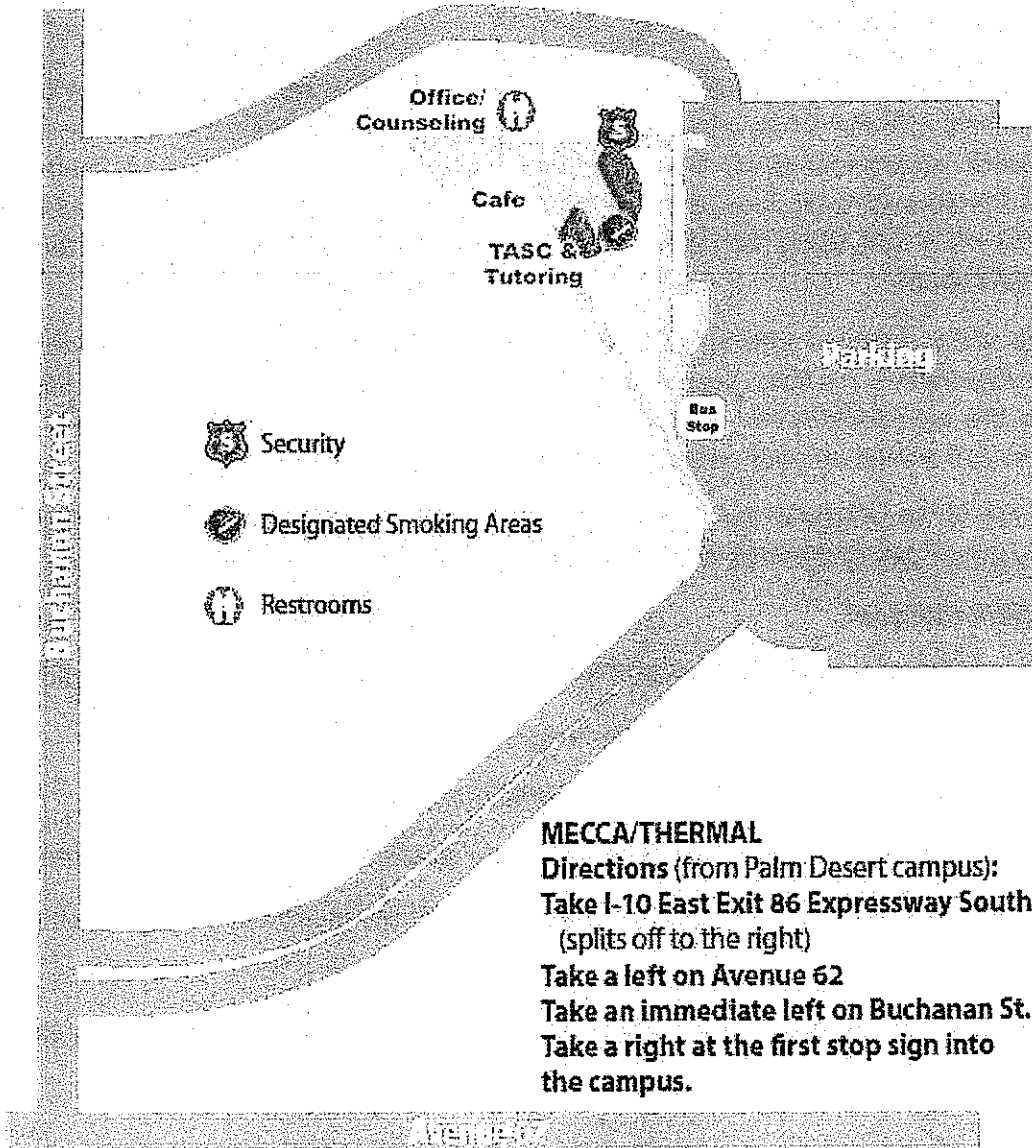 Office/
Counseling
S
Cafe
TASC &
Tutoring
Parking
Bus
Stop
Buchanan Street
S Security
Designated Smoking Areas
Restrooms
MECCA/THERMAL
Directions (from Palm Desert campus):
Take I-10 East Exit 86 Expressway South
(splits off to the right)
Take a left on Avenue 62
Take an immediate left on Buchanan St.
Take a right at the first stop sign into
the campus.
Avenue 62